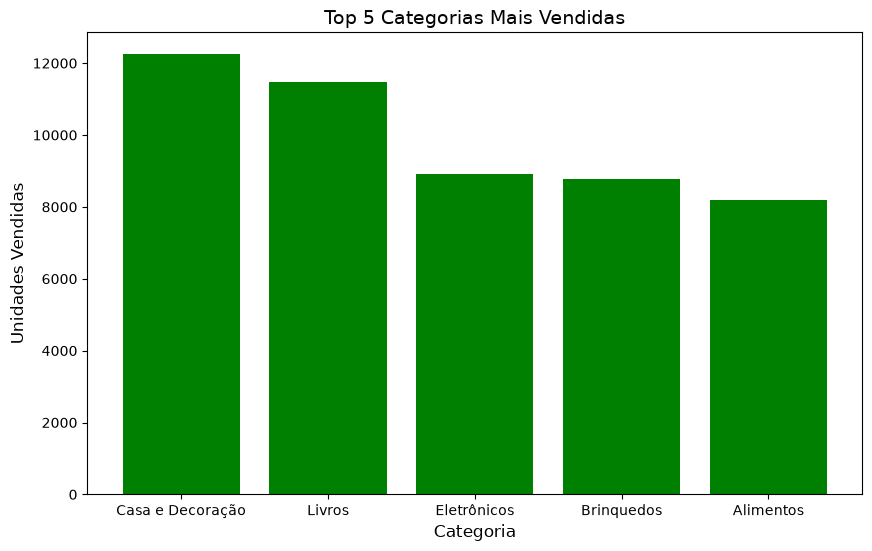 Top 5 Categorias Mais Vendidas
Unidades Vendidas
12000
10000
8000
6000
4000
2000
0
Casa e Decoração
Livros
Eletrônicos
Brinquedos
Alimentos
Categoria